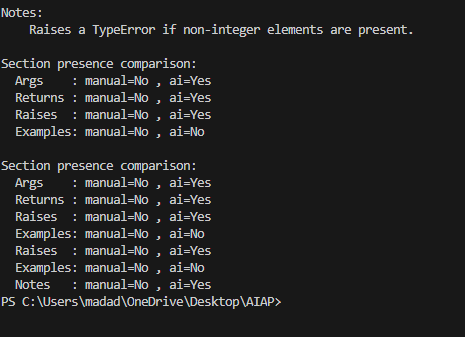 Notes:
    Raises a TypeError if non-integer elements are present.

Section presence comparison:
  Args    : manual=No , ai=Yes
  Returns : manual=No , ai=Yes
  Raises  : manual=No , ai=Yes
  Examples: manual=No , ai=No

Section presence comparison:
  Args    : manual=No , ai=Yes
  Returns : manual=No , ai=Yes
  Raises  : manual=No , ai=Yes
  Examples: manual=No , ai=No
  Raises  : manual=No , ai=Yes
  Examples: manual=No , ai=No
  Notes   : manual=No , ai=Yes
PS C:\Users\madad\OneDrive\Desktop\AIAP>